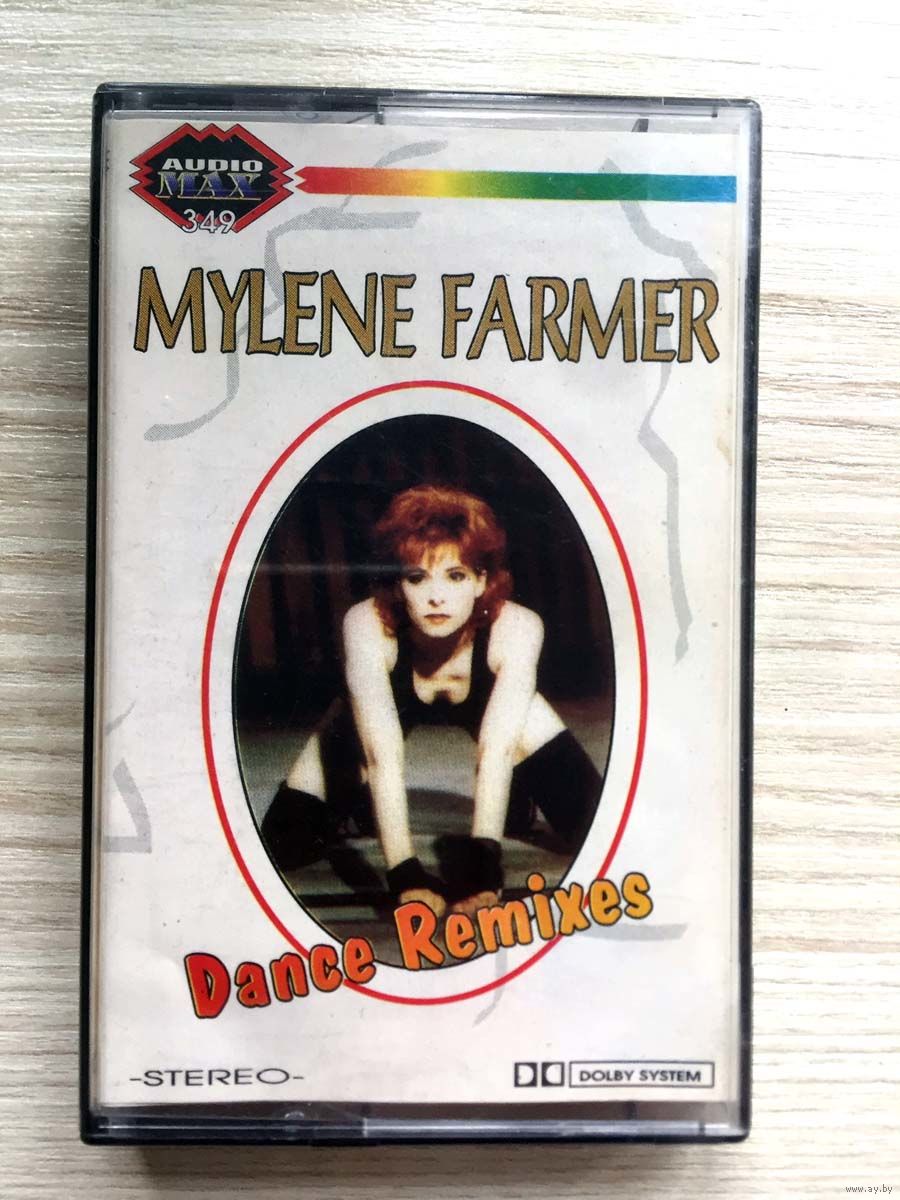 AUDIO
MAX
349
MYLENE FARMER
Dance Remixes
-STEREO-
DOLBY SYSTEM
www.ay.by